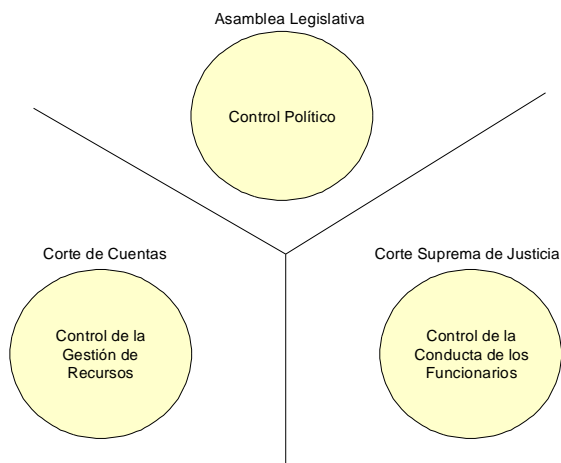 Asamblea Legislativa
Control Político
Corte de Cuentas
Control de la
Gestión de
Recursos
Corte Suprema de Justicia
Control de la
Conducta de los
Funcionarios